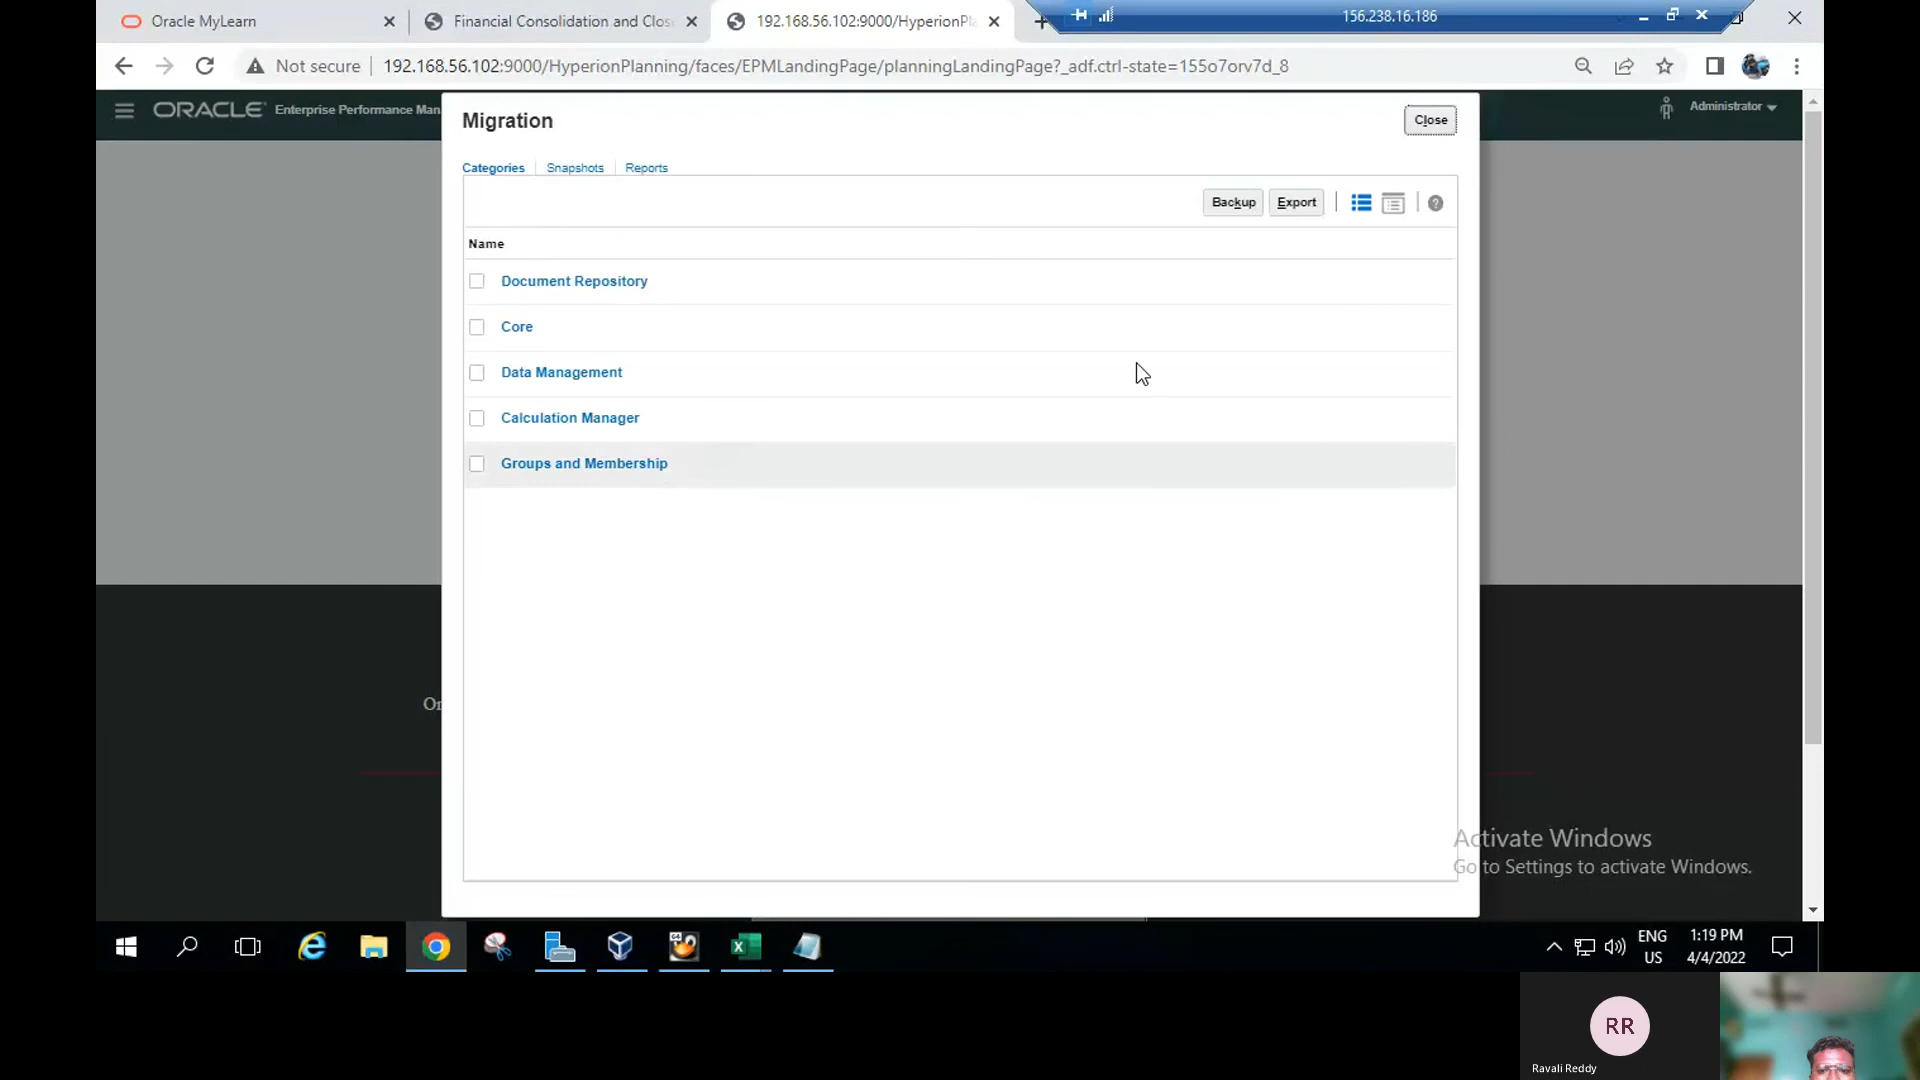 Oracle MyLearn
Financial Consolidation and Clos
192.168.56.102:9000/HyperionPla
156.238.16.186
Not secure
192.168.56.102:9000/HyperionPlanning/faces/EPMLandingPage/planningLandingPage?_adf.ctrl-state=155o7orv7d_8
ORACLE Enterprise Performance Man
Administrator
Migration
Close
Categories
Snapshots
Reports
Backup
Export
Name
Document Repository
Core
Data Management
Calculation Manager
Groups and Membership
Or
Activate Windows
Go to Settings to activate Windows.
ENG
US
1:19 PM
4/4/2022
RR
Ravali Reddy